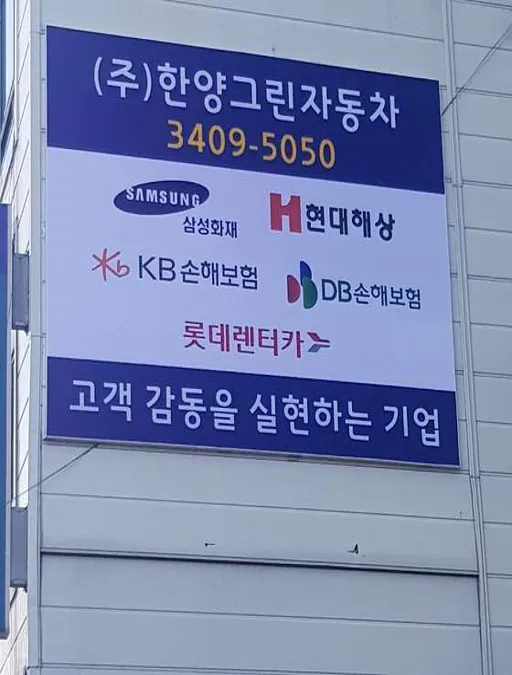 (주)한양그린자동차
3409-5050
SAMSUNG
삼성화재
H현대해상
KB KB손해보험
DB손해보험
롯데렌터카
고객 감동을 실현하는 기업